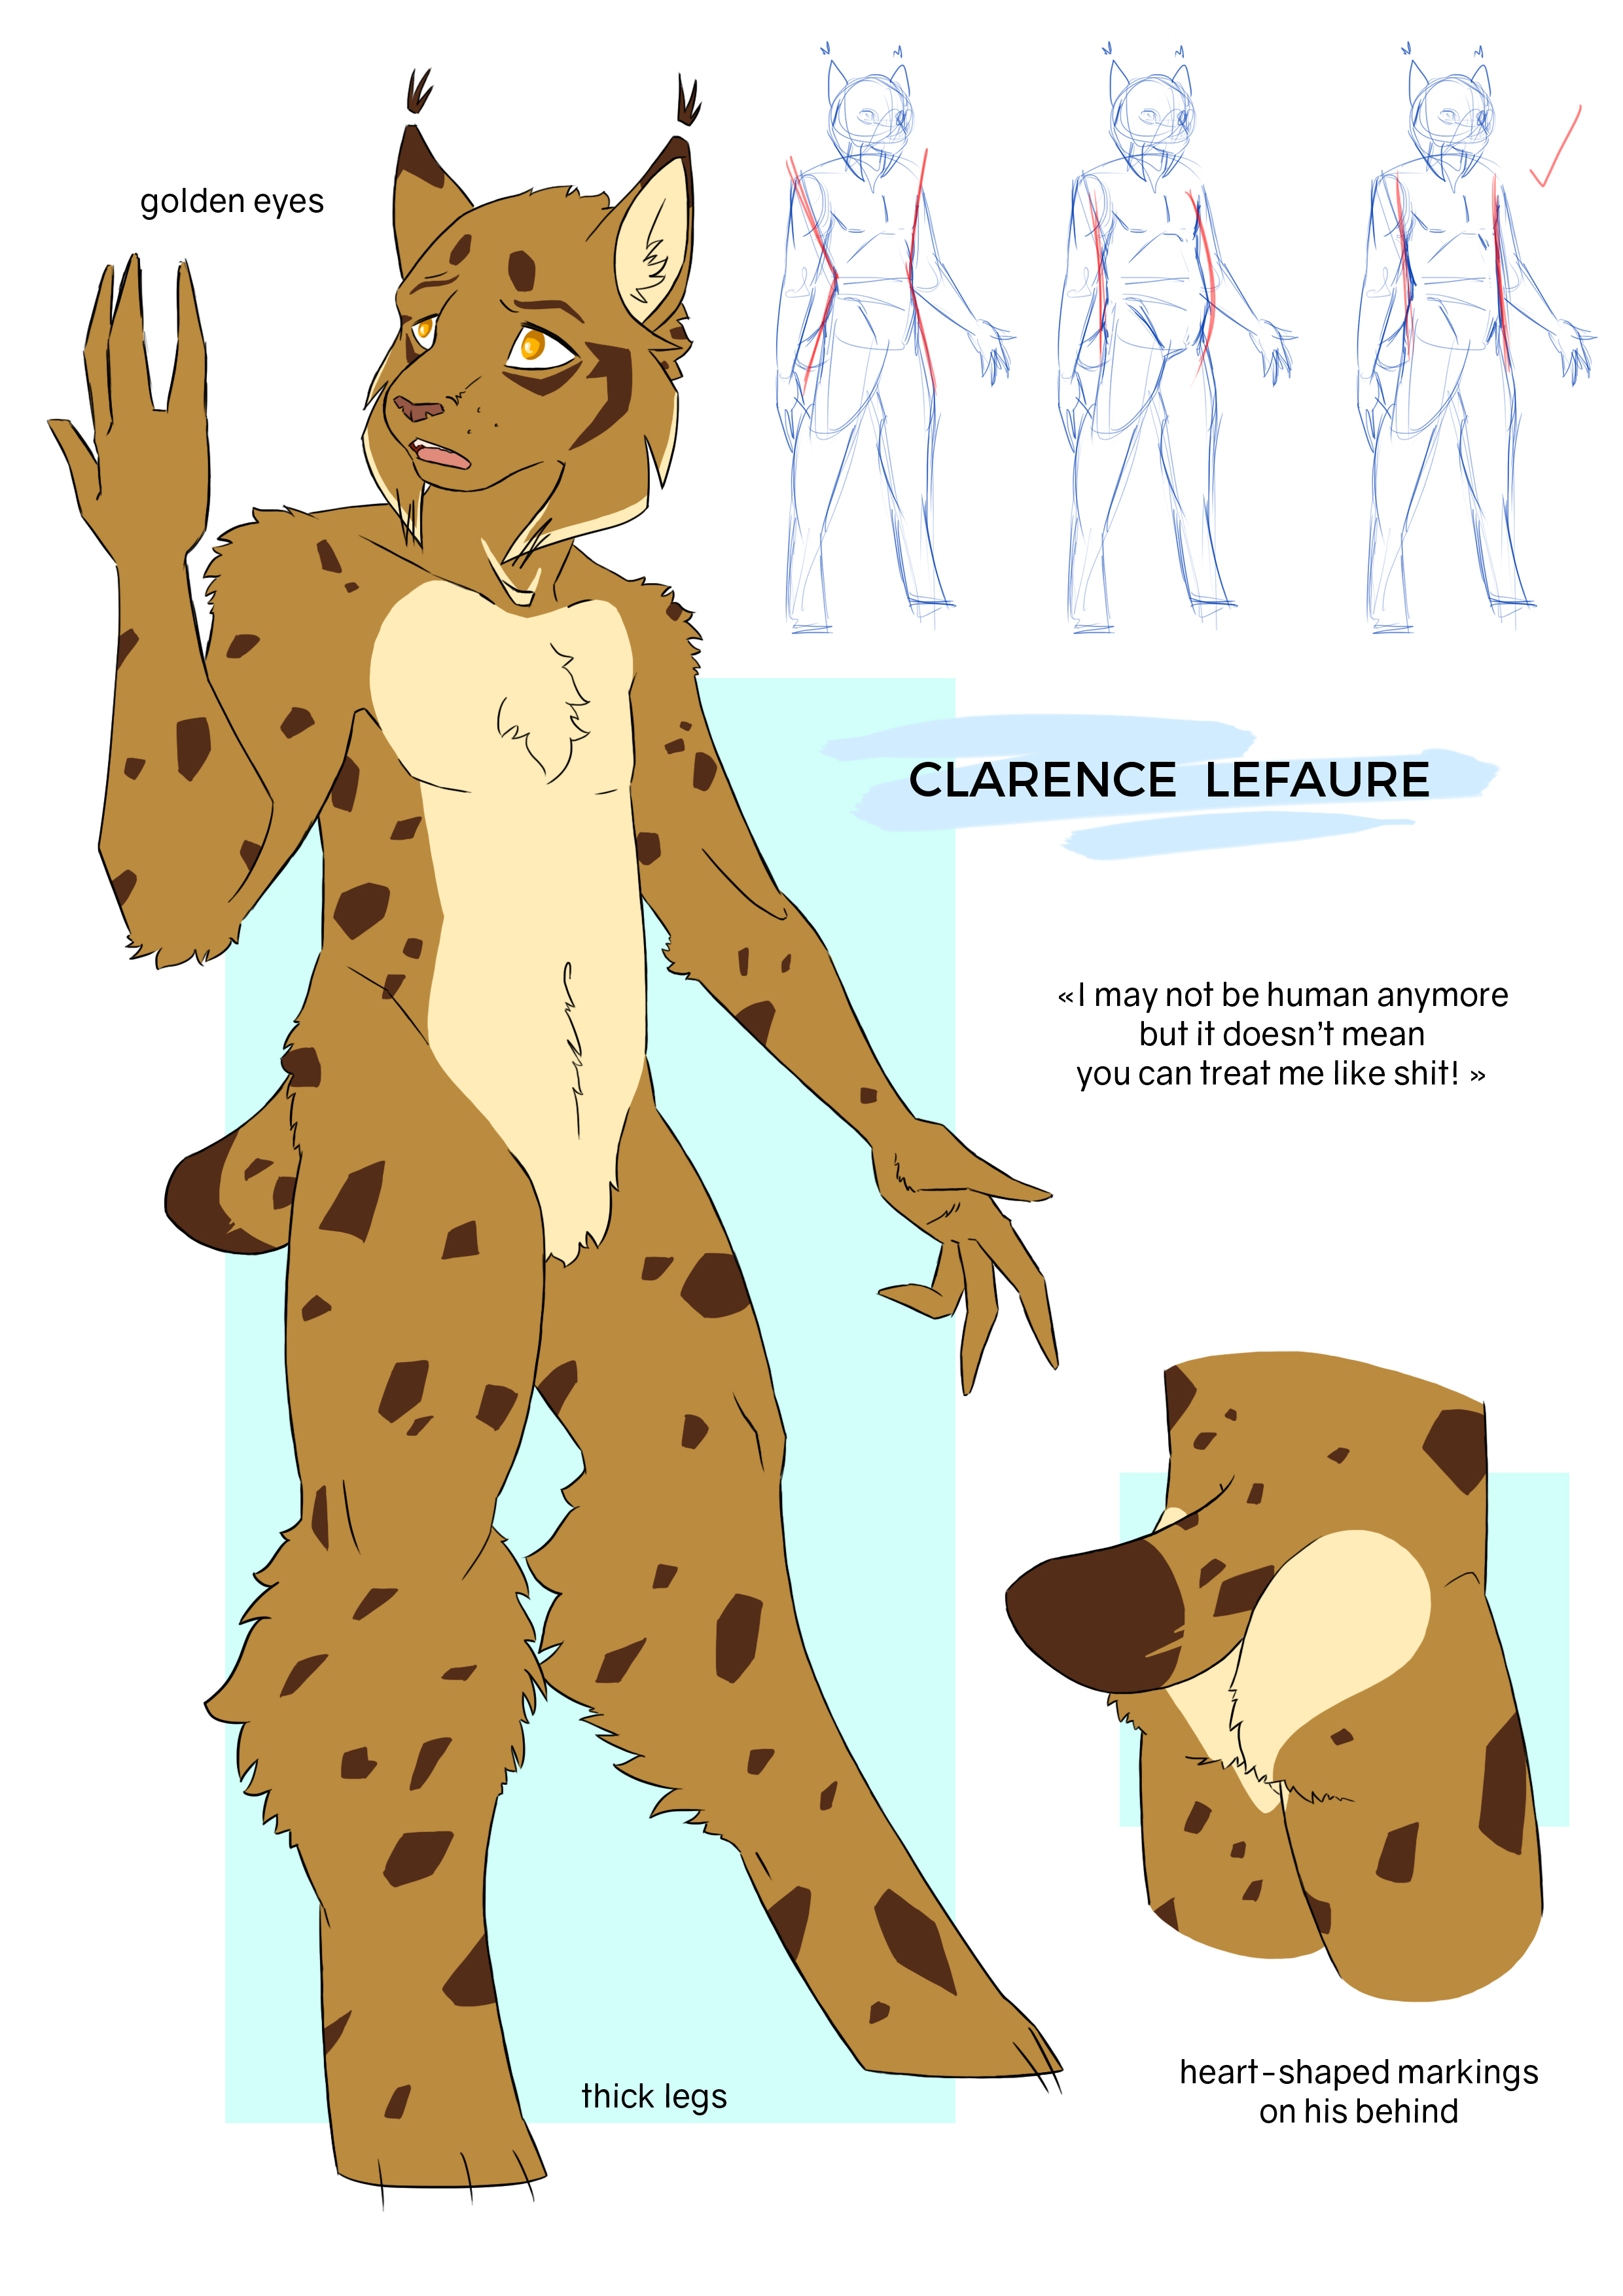 golden eyes
CLARENCE LEFAURE
«I may not be human anymore
but it doesn't mean
you can treat me like shit! »
thick legs
heart-shaped markings
on his behind